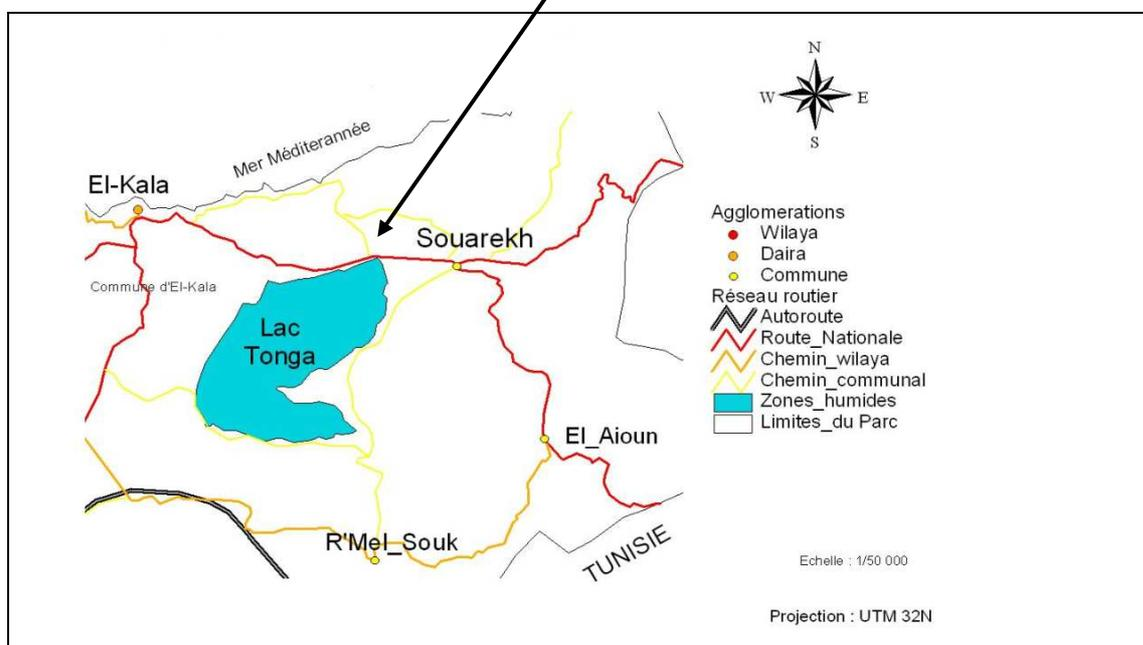 N
W
E
S
Mer Méditerannée
El-Kala
Souarekh
Commune d'El-Kala
Lac
Tonga
El_Aioun
R'Mel_Souk
TUNISIE
Agglomerations
Wilaya
Daira
Commune
Réseau routier
Autoroute
Route_Nationale
Chemin_wilaya
Chemin_communal
Zones_humides
Limites_du Parc
Echelle : 1/50 000
Projection : UTM 32N